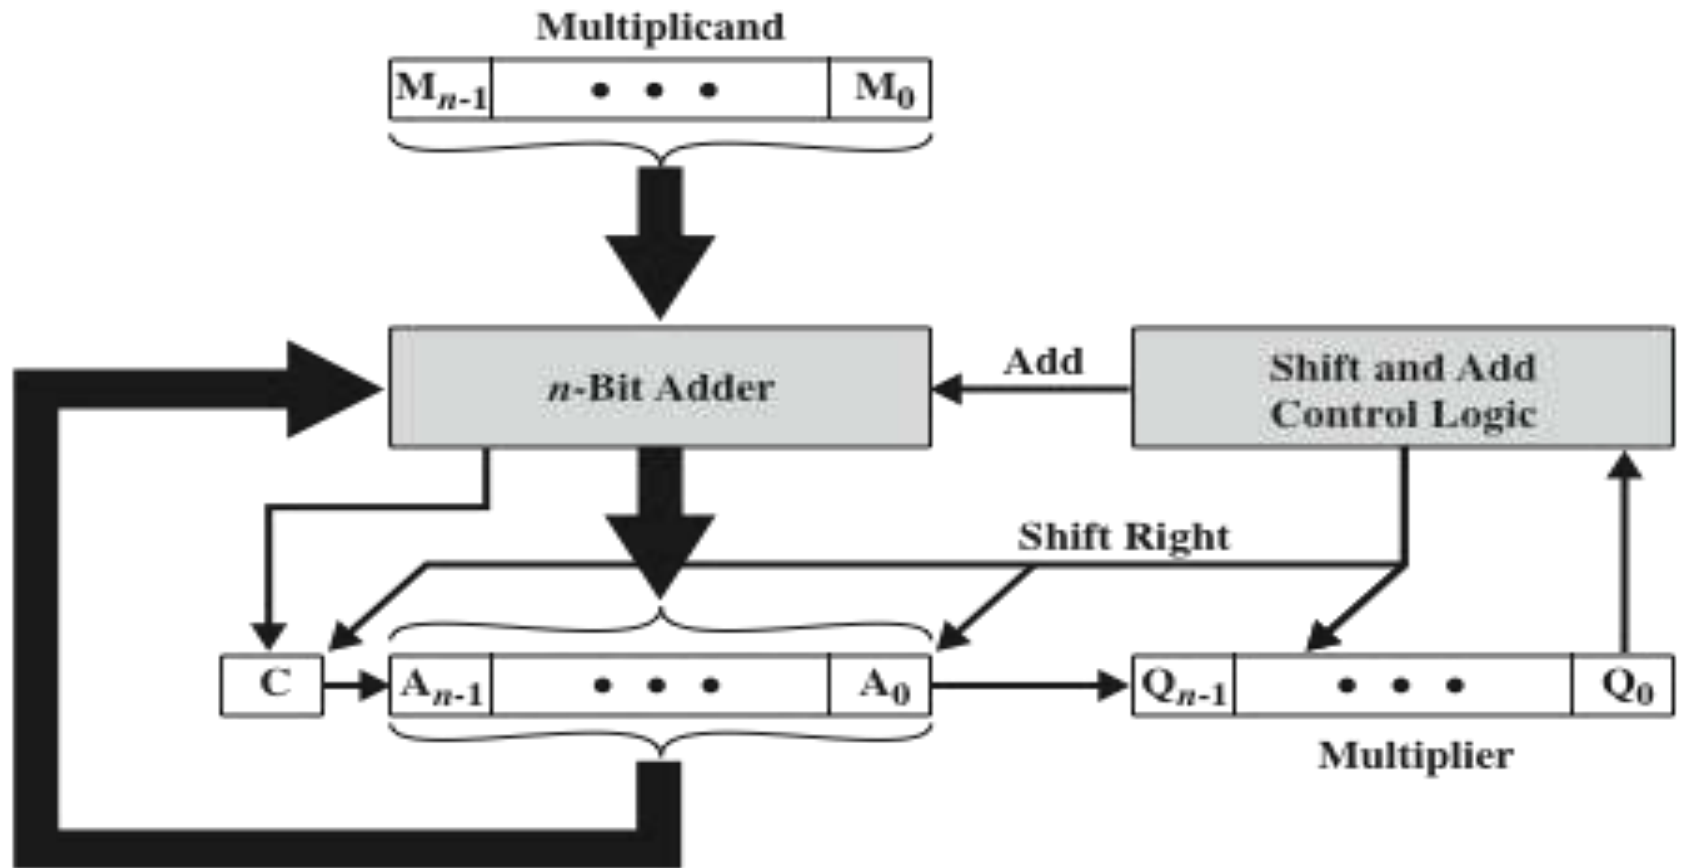 Multiplicand
Mn-1 • • • M0
n-Bit Adder
Add
Shift and Add
Control Logic
Shift Right
C
An-1 • • • A0
Qn-1 • • • Q0
Multiplier